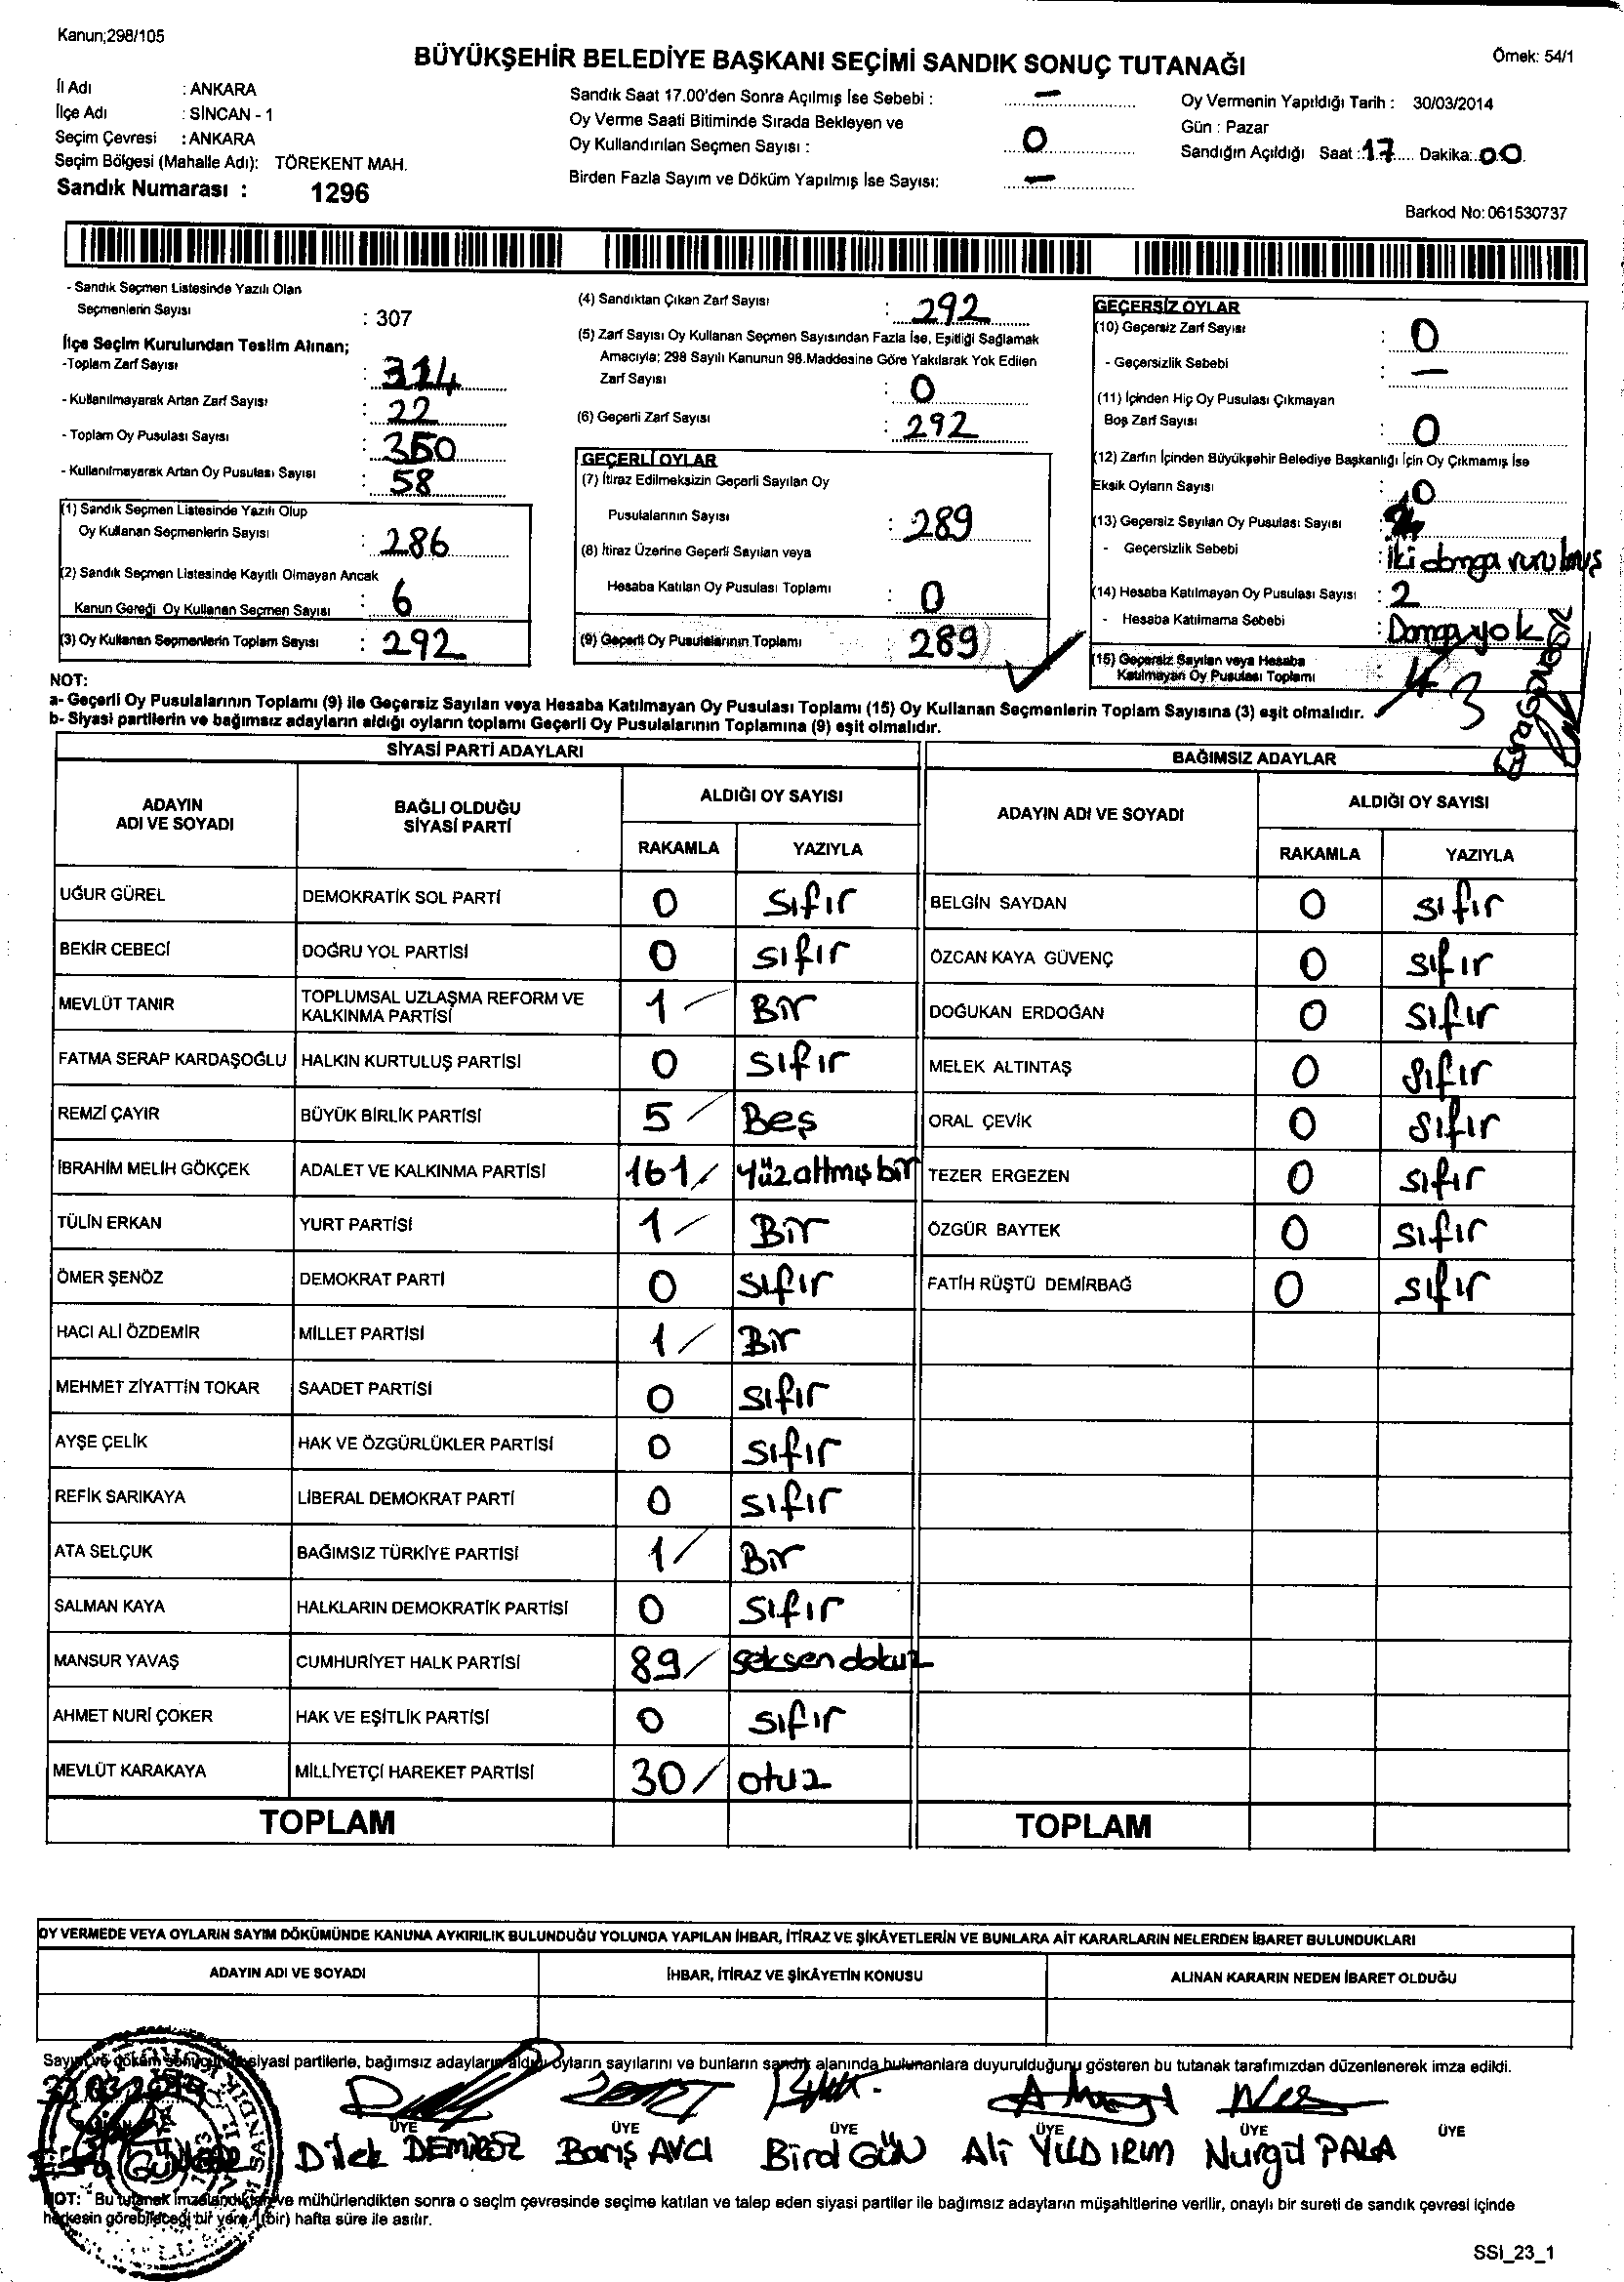 Kanun;298/105
BÜYÜKŞEHİR BELEDİYE BAŞKANI SEÇİMİ SANDIK SONUÇ TUTANAĞI
Örnek: 54/1
İl Adı : ANKARA
İlçe Adı : SİNCAN - 1
Seçim Çevresi : ANKARA
Seçim Bölgesi (Mahalle Adı): TÖREKENT MAH.
Sandık Numarası : 1296
Sandık Saat 17.00'den Sonra Açılmış İse Sebebi : –
Oy Verme Saati Bitiminde Sırada Bekleyen ve
Oy Kullandırılan Seçmen Sayısı : 0
Birden Fazla Sayım ve Döküm Yapılmış İse Sayısı: –
Oy Vermenin Yapıldığı Tarih : 30/03/2014
Gün : Pazar
Sandığın Açıldığı Saat :17.... Dakika:.00.
Barkod No: 061530737
- Sandık Seçmen Listesinde Yazılı Olan
Seçmenlerin Sayısı : 307
İlçe Seçim Kurulundan Teslim Alınan;
-Toplam Zarf Sayısı : 314
- Kullanılmayarak Artan Zarf Sayısı : 22
- Toplam Oy Pusulası Sayısı : 350
- Kullanılmayarak Artan Oy Pusulası Sayısı : 58
(1) Sandık Seçmen Listesinde Yazılı Olup
Oy Kullanan Seçmenlerin Sayısı : 286
(2) Sandık Seçmen Listesinde Kayıtlı Olmayan Ancak
Kanun Gereği Oy Kullanan Seçmen Sayısı : 6
(3) Oy Kullanan Seçmenlerin Toplam Sayısı : 292
(4) Sandıktan Çıkan Zarf Sayısı : 292
(5) Zarf Sayısı Oy Kullanan Seçmen Sayısından Fazla İse, Eşitliği Sağlamak
Amacıyla; 298 Sayılı Kanunun 98.Maddesine Göre Yakılarak Yok Edilen
Zarf Sayısı : 0
(6) Geçerli Zarf Sayısı : 292
GEÇERLİ OYLAR
(7) İtiraz Edilmeksizin Geçerli Sayılan Oy
Pusulalarının Sayısı : 289
(8) İtiraz Üzerine Geçerli Sayılan veya
Hesaba Katılan Oy Pusulası Toplamı : 0
(9) Geçerli Oy Pusulalarının Toplamı : 289
GEÇERSİZ OYLAR
(10) Geçersiz Zarf Sayısı : 0
- Geçersizlik Sebebi : –
(11) İçinden Hiç Oy Pusulası Çıkmayan
Boş Zarf Sayısı : 0
(12) Zarfın İçinden Büyükşehir Belediye Başkanlığı İçin Oy Çıkmamış İse
Eksik Oyların Sayısı :
(13) Geçersiz Sayılan Oy Pusulası Sayısı :
- Geçersizlik Sebebi : İki damga vurulmuş
(14) Hesaba Katılmayan Oy Pusulası Sayısı : 2
- Hesaba Katılmama Sebebi : Damga yok
(15) Geçersiz Sayılan veya Hesaba
Katılmayan Oy Pusulası Toplamı 3
NOT:
a- Geçerli Oy Pusulalarının Toplamı (9) ile Geçersiz Sayılan veya Hesaba Katılmayan Oy Pusulası Toplamı (15) Oy Kullanan Seçmenlerin Toplam Sayısına (3) eşit olmalıdır.
b- Siyasi partilerin ve bağımsız adayların aldığı oyların toplamı Geçerli Oy Pusulalarının Toplamına (9) eşit olmalıdır.
SİYASİ PARTİ ADAYLARI
ADAYIN ADI VE SOYADI BAĞLI OLDUĞU SİYASİ PARTİ ALDIĞI OY SAYISI RAKAMLA YAZIYLA
UĞUR GÜREL DEMOKRATİK SOL PARTİ 0 sıfır
BEKİR CEBECİ DOĞRU YOL PARTİSİ 0 sıfır
MEVLÜT TANIR TOPLUMSAL UZLAŞMA REFORM VE KALKINMA PARTİSİ 1 Bir
FATMA SERAP KARDAŞOĞLU HALKIN KURTULUŞ PARTİSİ 0 sıfır
REMZİ ÇAYIR BÜYÜK BİRLİK PARTİSİ 5 Beş
İBRAHİM MELİH GÖKÇEK ADALET VE KALKINMA PARTİSİ 161 yüzaltmışbir
TÜLİN ERKAN YURT PARTİSİ 1 Bir
ÖMER ŞENÖZ DEMOKRAT PARTİ 0 sıfır
HACI ALİ ÖZDEMİR MİLLET PARTİSİ 1 Bir
MEHMET ZİYATTİN TOKAR SAADET PARTİSİ 0 sıfır
AYŞE ÇELİK HAK VE ÖZGÜRLÜKLER PARTİSİ 0 sıfır
REFİK SARIKAYA LİBERAL DEMOKRAT PARTİ 0 sıfır
ATA SELÇUK BAĞIMSIZ TÜRKİYE PARTİSİ 1 Bir
SALMAN KAYA HALKLARIN DEMOKRATİK PARTİSİ 0 sıfır
MANSUR YAVAŞ CUMHURİYET HALK PARTİSİ 89 seksendokuz
AHMET NURİ ÇOKER HAK VE EŞİTLİK PARTİSİ 0 sıfır
MEVLÜT KARAKAYA MİLLİYETÇİ HAREKET PARTİSİ 30 otuz
TOPLAM
BAĞIMSIZ ADAYLAR
ADAYIN ADI VE SOYADI ALDIĞI OY SAYISI RAKAMLA YAZIYLA
BELGİN SAYDAN 0 sıfır
ÖZCAN KAYA GÜVENÇ 0 sıfır
DOĞUKAN ERDOĞAN 0 sıfır
MELEK ALTINTAŞ 0 sıfır
ORAL ÇEVİK 0 sıfır
TEZER ERGEZEN 0 sıfır
ÖZGÜR BAYTEK 0 sıfır
FATİH RÜŞTÜ DEMİRBAĞ 0 sıfır
TOPLAM
OY VERMEDE VEYA OYLARIN SAYIM DÖKÜMÜNDE KANUNA AYKIRILIK BULUNDUĞU YOLUNDA YAPILAN İHBAR, İTİRAZ VE ŞİKÂYETLERİN VE BUNLARA AİT KARARLARIN NELERDEN İBARET BULUNDUKLARI
ADAYIN ADI VE SOYADI İHBAR, İTİRAZ VE ŞİKÂYETİN KONUSU ALINAN KARARIN NEDEN İBARET OLDUĞU
Sayım ve döküm sonucunda siyasi partilerle, bağımsız adayların aldığı oyların sayılarını ve bunların sandık alanında bulunanlara duyurulduğunu gösteren bu tutanak tarafımızdan düzenlenerek imza edildi.
ÜYE ÜYE ÜYE ÜYE ÜYE ÜYE
Dilek DEMİRÖZ Barış AVCI Birol GÜN Ali YILDIRIM Nurgül PALA
NOT: "Bu tutanak imzalandıktan ve mühürlendikten sonra o seçim çevresinde seçime katılan ve talep eden siyasi partiler ile bağımsız adayların müşahitlerine verilir, onaylı bir sureti de sandık çevresi içinde
herkesin görebileceği bir yere 1 (bir) hafta süre ile asılır.
SSİ_23_1